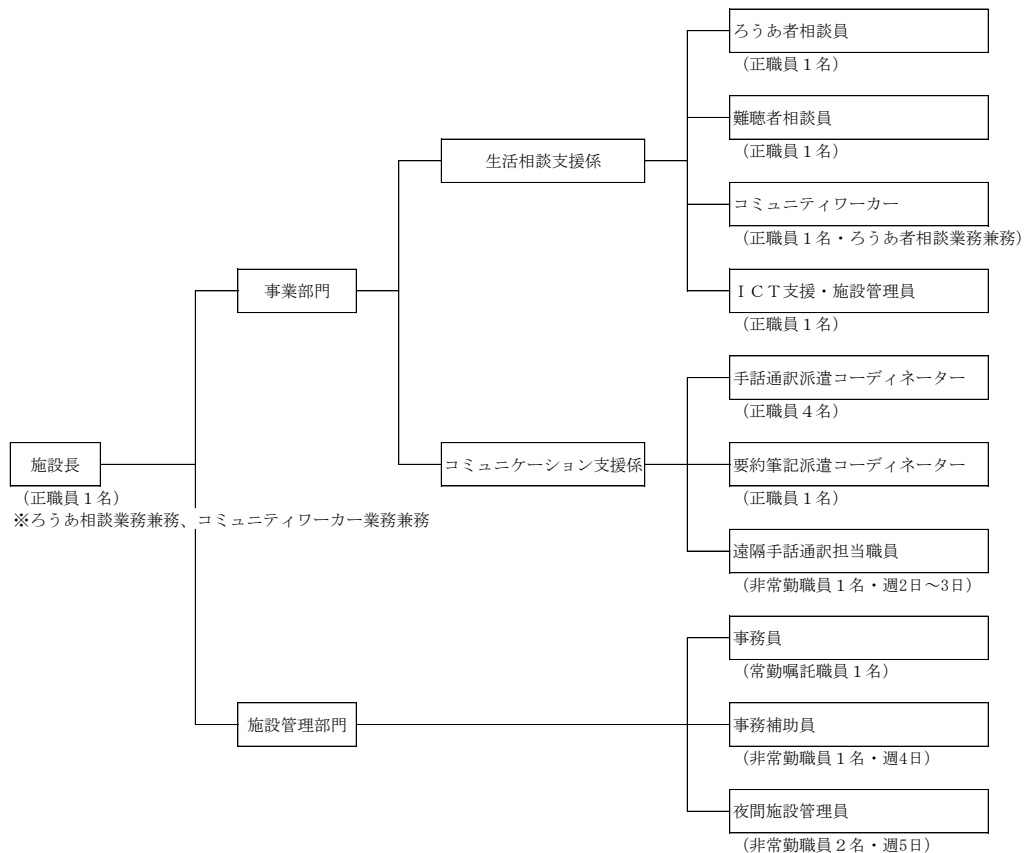 ろうあ者相談員
（正職員１名）
難聴者相談員
（正職員１名）
生活相談支援係
コミュニティワーカー
（正職員１名・ろうあ者相談業務兼務）
事業部門
ＩＣＴ支援・施設管理員
（正職員１名）
手話通訳派遣コーディネーター
（正職員４名）
施設長
（正職員１名）
※ろうあ相談業務兼務、コミュニティワーカー業務兼務
コミュニケーション支援係
要約筆記派遣コーディネーター
（正職員１名）
遠隔手話通訳担当職員
（非常勤職員１名・週2日～3日）
事務員
（常勤嘱託職員１名）
施設管理部門
事務補助員
（非常勤職員１名・週4日）
夜間施設管理員
（非常勤職員２名・週5日）